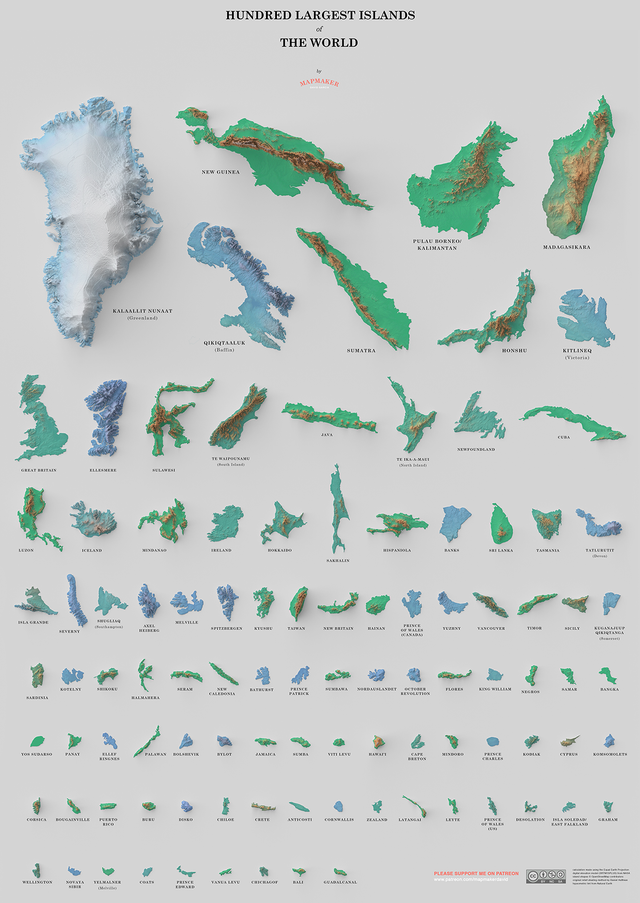 HUNDRED LARGEST ISLANDS
of
THE WORLD
by
MAPMAKER
NEW GUINEA
PULAU BORNEO/
KALIMANTAN
MADAGASIKARA
KALAALLIT NUNAAT
(Greenland)
QIKIQTAALUK
(Baffin)
SUMATRA
HONSHU
KITLINEQ
(Victoria)
GREAT BRITAIN
ELLESMERE
SULAWESI
TE WAIPOUNAMU
(South Island)
JAVA
TE IKA-A-MAUI
(North Island)
NEWFOUNDLAND
CUBA
LUZON
ICELAND
MINDANAO
IRELAND
HOKKAIDO
SAKHALIN
HISPANIOLA
BANKS
SRI LANKA
TASMANIA
TATLURUTIT
(Devon)
ISLA GRANDE
SEVERNY
SHUGLIAQ
(Southampton)
AXEL
HEIBERG
MELVILLE
SPITZBERGEN
KYUSHU
TAIWAN
NEW BRITAIN
HAINAN
PRINCE
OF WALES
(CANADA)
YUZHNY
VANCOUVER
TIMOR
SICILY
KUGANAJUUP
QIKIQTANGA
(Somerset)
SARDINIA
KOTELNY
SHIKOKU
HALMAHERA
SERAM
NEW
CALEDONIA
BATHURST
PRINCE
PATRICK
SUMBAWA
NORDAUSLANDET
OCTOBER
REVOLUTION
FLORES
KING WILLIAM
NEGROS
SAMAR
BANGKA
YOS SUDARSO
PANAY
ELLEF
RINGNES
PALAWAN
BOLSHEVIK
BYLOT
JAMAICA
SUMBA
VITI LEVU
HAWAI'I
CAPE
BRETON
MINDORO
PRINCE
CHARLES
KODIAK
CYPRUS
KOMSOMOLETS
CORSICA
BOUGAINVILLE
PUERTO
RICO
BURU
DISKO
CHILOE
CRETE
ANTICOSTI
CORNWALLIS
ZEALAND
LATANGAI
LEYTE
PRINCE
OF WALES
(US)
DESOLATION
ISLA SOLEDAD/
EAST FALKLAND
GRAHAM
WELLINGTON
NOVAYA
SIBIR
YERMALNER
(Melville)
COATS
PRINCE
EDWARD
VANUA LEVU
CHICHAGOF
BALI
GUADALCANAL
PLEASE SUPPORT ME ON PATREON